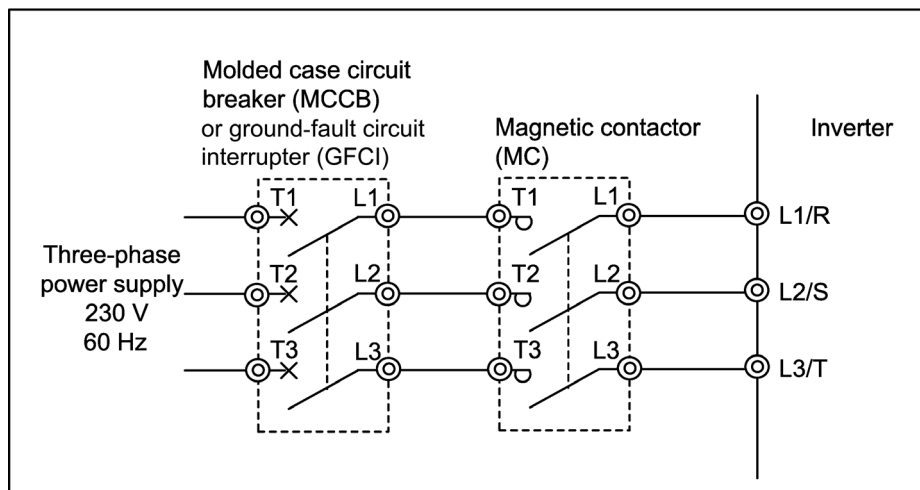 Molded case circuit
breaker (MCCB)
or ground-fault circuit
interrupter (GFCI)
Magnetic contactor
(MC)
Inverter
T1 L1 T1 L1 L1/R
Three-phase
power supply
230 V
60 Hz
T2 L2 T2 L2 L2/S
T3 L3 T3 L3 L3/T